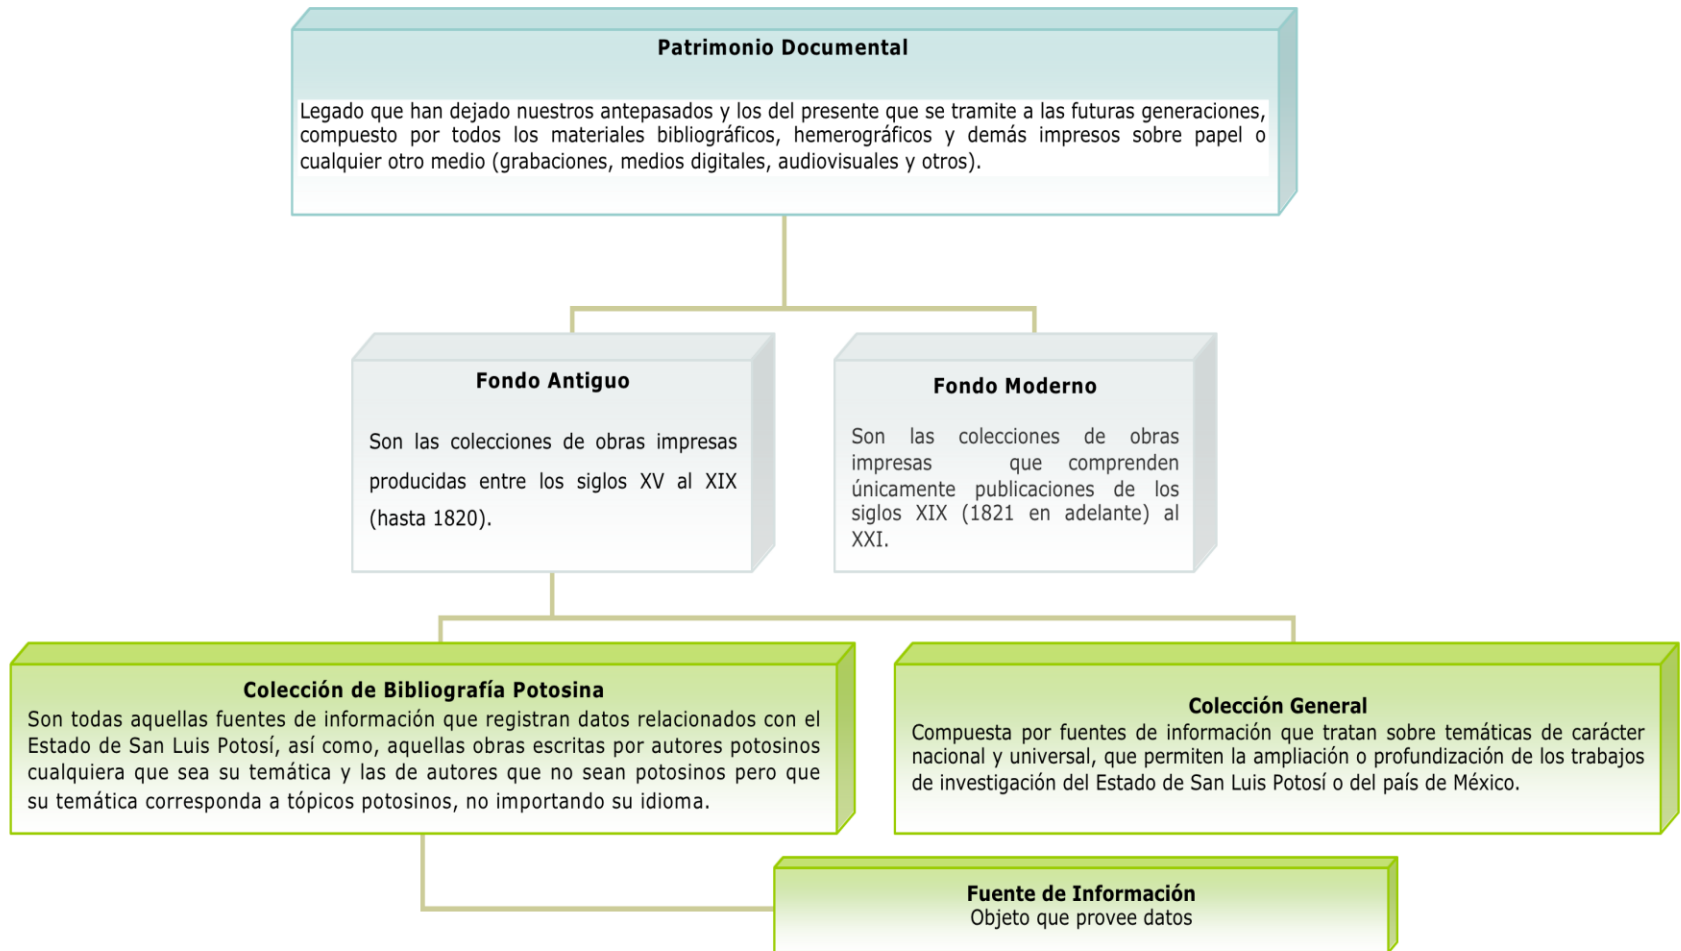 Patrimonio Documental
Legado que han dejado nuestros antepasados y los del presente que se tramite a las futuras generaciones,
compuesto por todos los materiales bibliográficos, hemerográficos y demás impresos sobre papel o
cualquier otro medio (grabaciones, medios digitales, audiovisuales y otros).
Fondo Antiguo
Son las colecciones de obras impresas
producidas entre los siglos XV al XIX
(hasta 1820).
Fondo Moderno
Son las colecciones de obras
impresas que comprenden
únicamente publicaciones de los
siglos XIX (1821 en adelante) al
XXI.
Colección de Bibliografía Potosina
Son todas aquellas fuentes de información que registran datos relacionados con el
Estado de San Luis Potosí, así como, aquellas obras escritas por autores potosinos
cualquiera que sea su temática y las de autores que no sean potosinos pero que
su temática corresponda a tópicos potosinos, no importando su idioma.
Colección General
Compuesta por fuentes de información que tratan sobre temáticas de carácter
nacional y universal, que permiten la ampliación o profundización de los trabajos
de investigación del Estado de San Luis Potosí o del país de México.
Fuente de Información
Objeto que provee datos